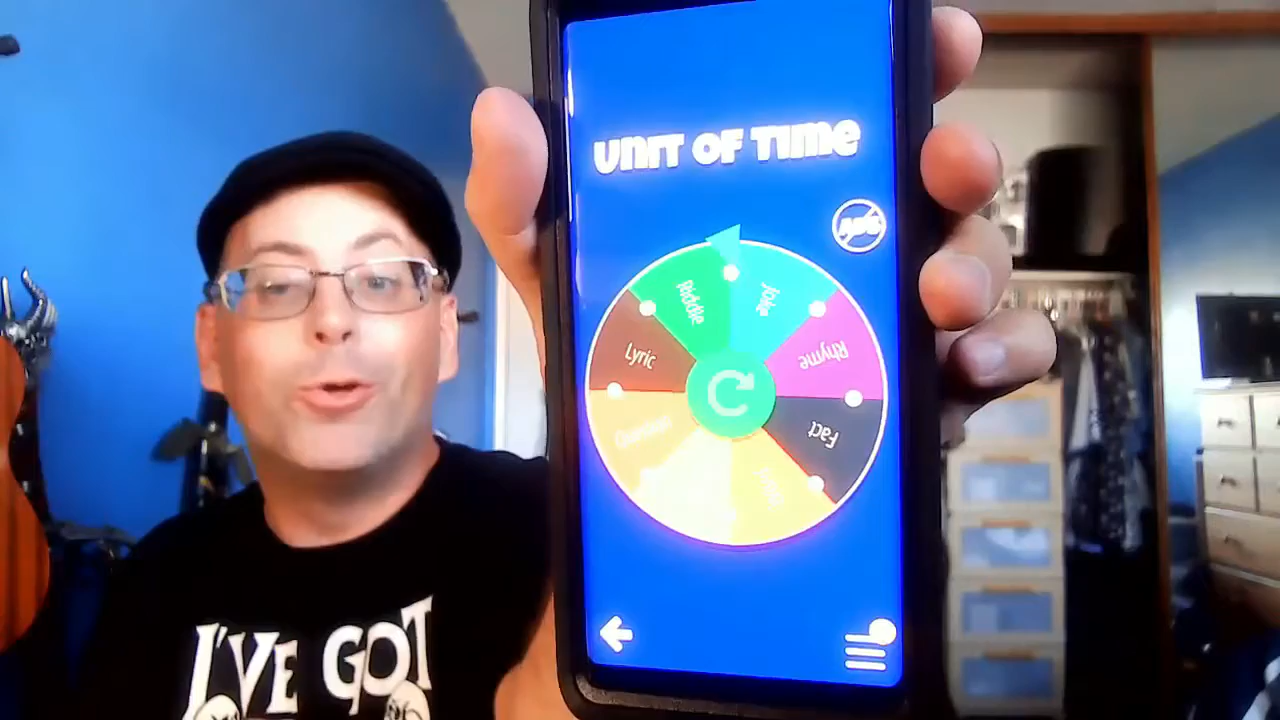 UNIT OF TIME
Riddle
Joke
Lyric
Rhyme
Fact
I'VE GOT